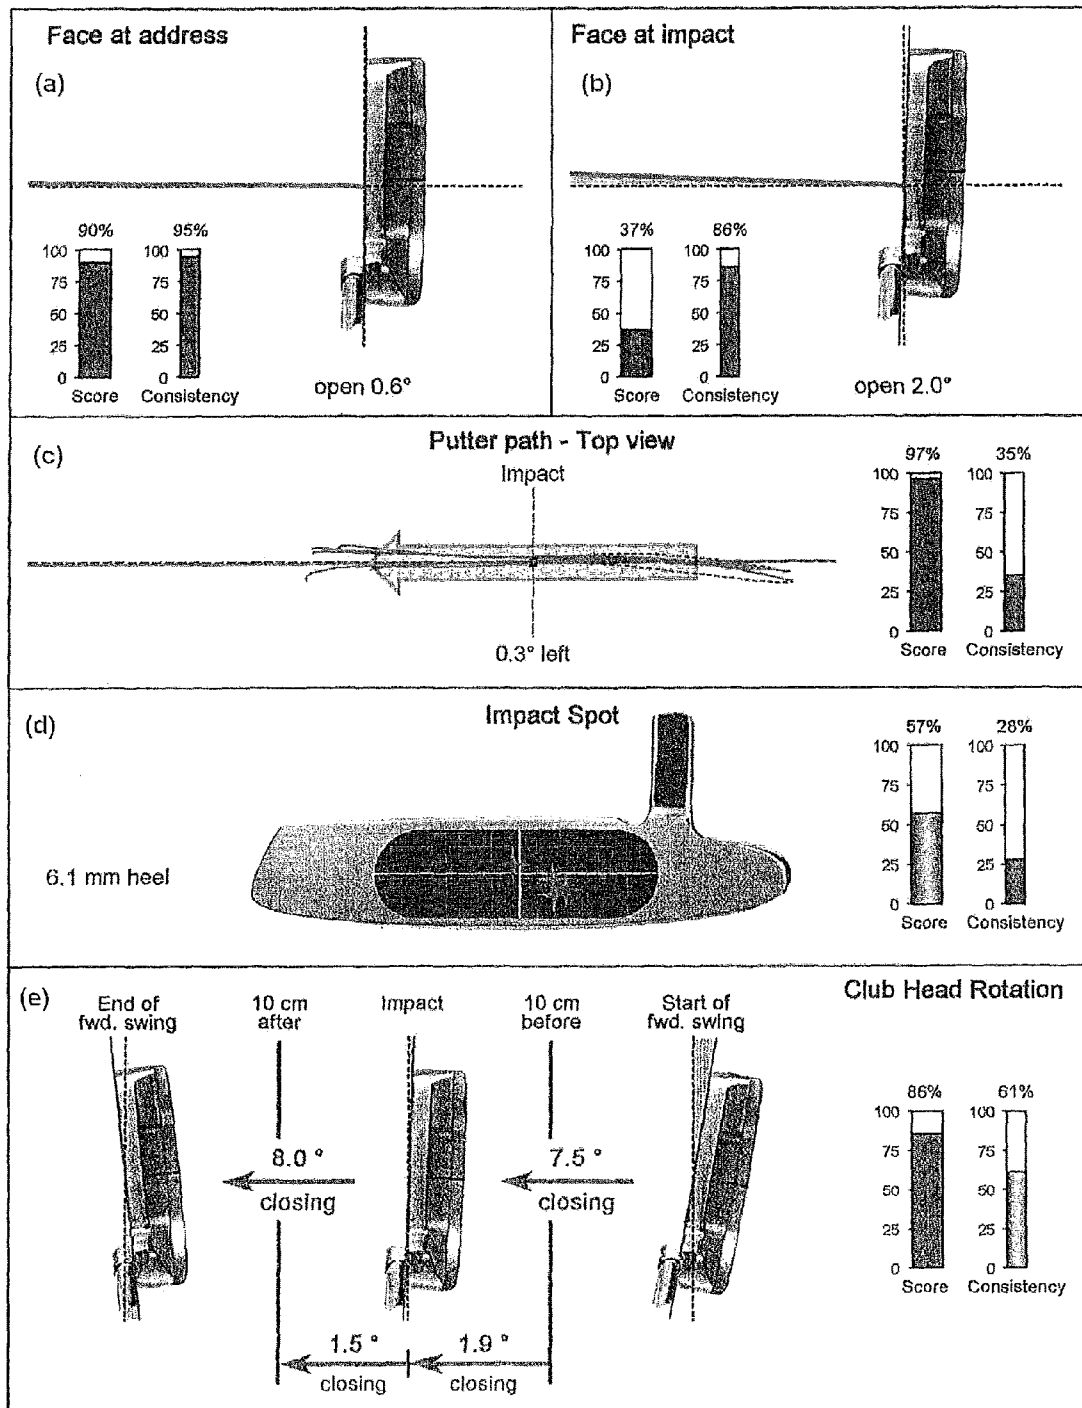 Face at address
(a)
90%
95%
100
75
50
25
0
100
75
50
25
0
Score
Consistency
open 0.6°
Face at impact
(b)
37%
86%
100
75
50
25
0
100
75
50
25
0
Score
Consistency
open 2.0°
(c)
Putter path - Top view
Impact
0.3° left
97%
35%
100
75
50
25
0
100
75
50
25
0
Score
Consistency
(d)
Impact Spot
6.1 mm heel
57%
28%
100
75
50
25
0
100
75
50
25
0
Score
Consistency
(e)
Club Head Rotation
End of
fwd. swing
10 cm
after
Impact
10 cm
before
Start of
fwd. swing
8.0 °
closing
7.5 °
closing
1.5 °
closing
1.9 °
closing
86%
61%
100
75
50
25
0
100
75
50
25
0
Score
Consistency